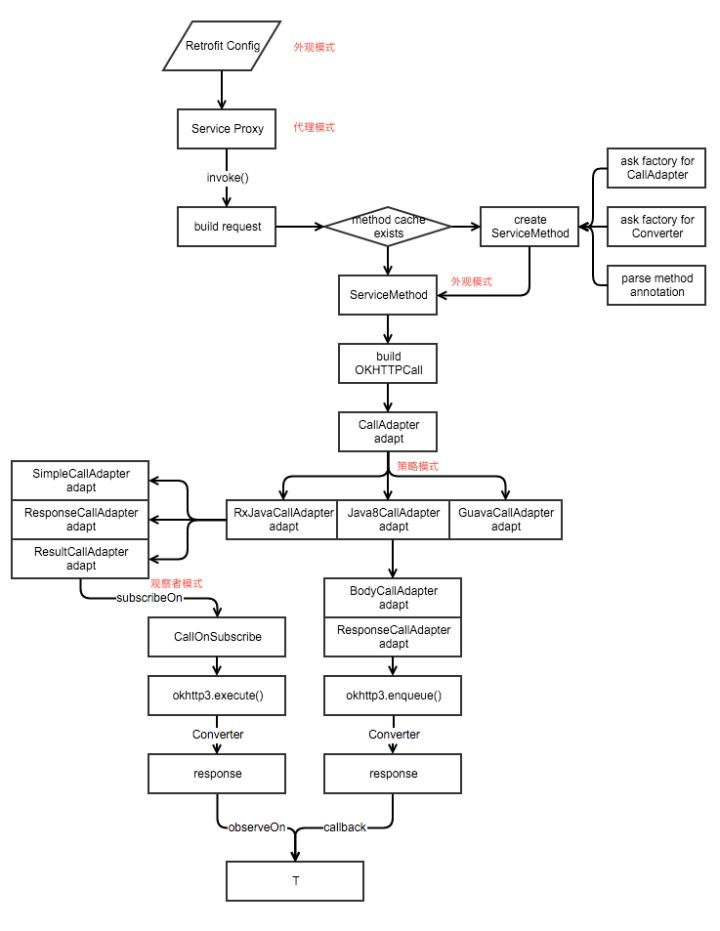 Retrofit Config
外观模式
Service Proxy
代理模式
invoke()
ask factory for
CallAdapter
build request
method cache
exists
create
ServiceMethod
ask factory for
Converter
parse method
annotation
ServiceMethod
外观模式
build
OKHTTPCall
CallAdapter
adapt
策略模式
SimpleCallAdapter
adapt
ResponseCallAdapter
adapt
ResultCallAdapter
adapt
RxJavaCallAdapter
adapt
Java8CallAdapter
adapt
GuavaCallAdapter
adapt
观察者模式
subscribeOn
BodyCallAdapter
adapt
ResponseCallAdapter
adapt
CallOnSubscribe
okhttp3.execute()
okhttp3.enqueue()
Converter
Converter
response
response
observeOn
callback
T